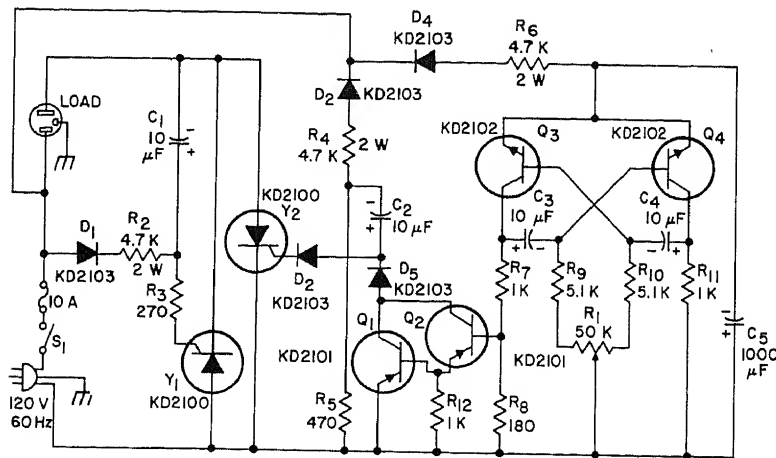 D4
KD2103
R6
4.7 K
2 W
LOAD
C1
10
μF
D2
KD2103
R4
4.7 K
2 W
KD2102
Q3
KD2102
Q4
KD2100
Y2
C2
10 μF
C3
10 μF
C4
10 μF
D1
KD2103
R2
4.7 K
2 W
D2
KD2103
D5
KD2103
R7
1 K
R9
5.1 K
R10
5.1 K
R11
1 K
10 A
R3
270
R1
50 K
C5
1000
μF
S1
Q1
Q2
KD2101
KD2101
Y1
KD2100
120 V
60 Hz
R5
470
R12
1 K
R8
180